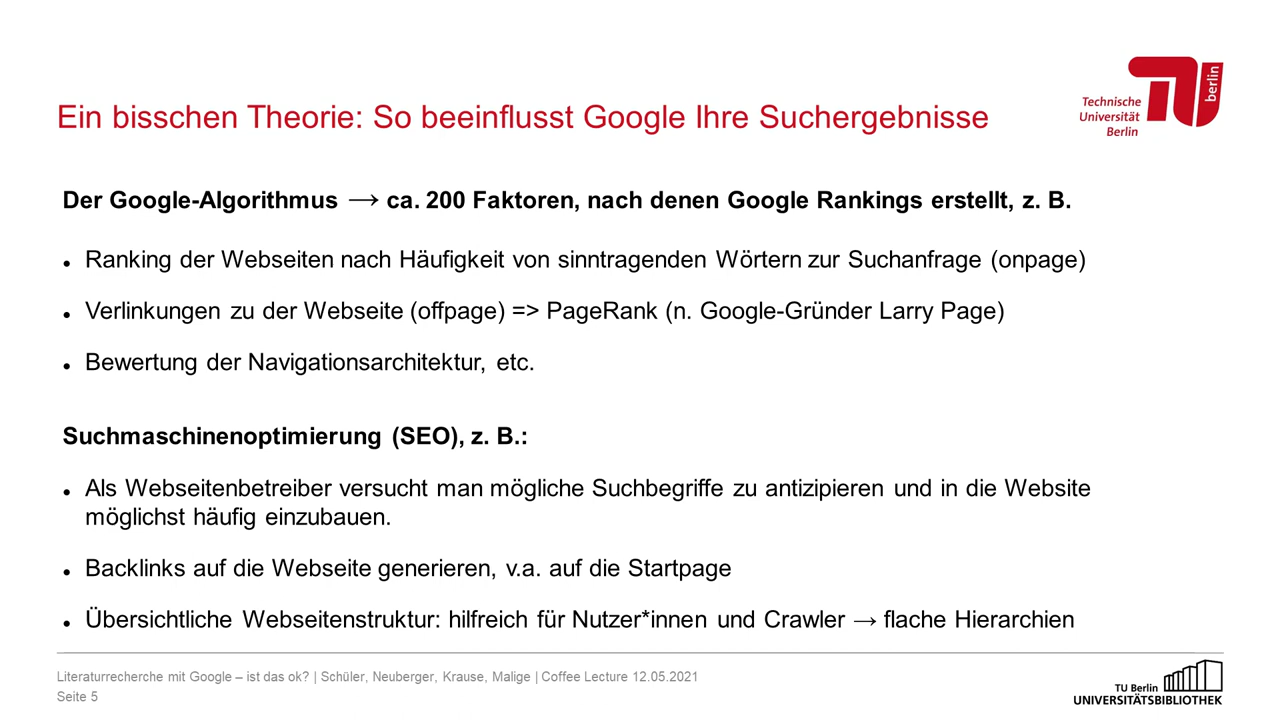 Technische
Universität
Berlin
berlin
Ein bisschen Theorie: So beeinflusst Google Ihre Suchergebnisse
Der Google-Algorithmus → ca. 200 Faktoren, nach denen Google Rankings erstellt, z. B.
• Ranking der Webseiten nach Häufigkeit von sinntragenden Wörtern zur Suchanfrage (onpage)
• Verlinkungen zu der Webseite (offpage) => PageRank (n. Google-Gründer Larry Page)
• Bewertung der Navigationsarchitektur, etc.
Suchmaschinenoptimierung (SEO), z. B.:
• Als Webseitenbetreiber versucht man mögliche Suchbegriffe zu antizipieren und in die Website
möglichst häufig einzubauen.
• Backlinks auf die Webseite generieren, v.a. auf die Startpage
• Übersichtliche Webseitenstruktur: hilfreich für Nutzer*innen und Crawler → flache Hierarchien
Literaturrecherche mit Google – ist das ok? | Schüler, Neuberger, Krause, Malige | Coffee Lecture 12.05.2021
Seite 5
TU Berlin
UNIVERSITÄTSBIBLIOTHEK